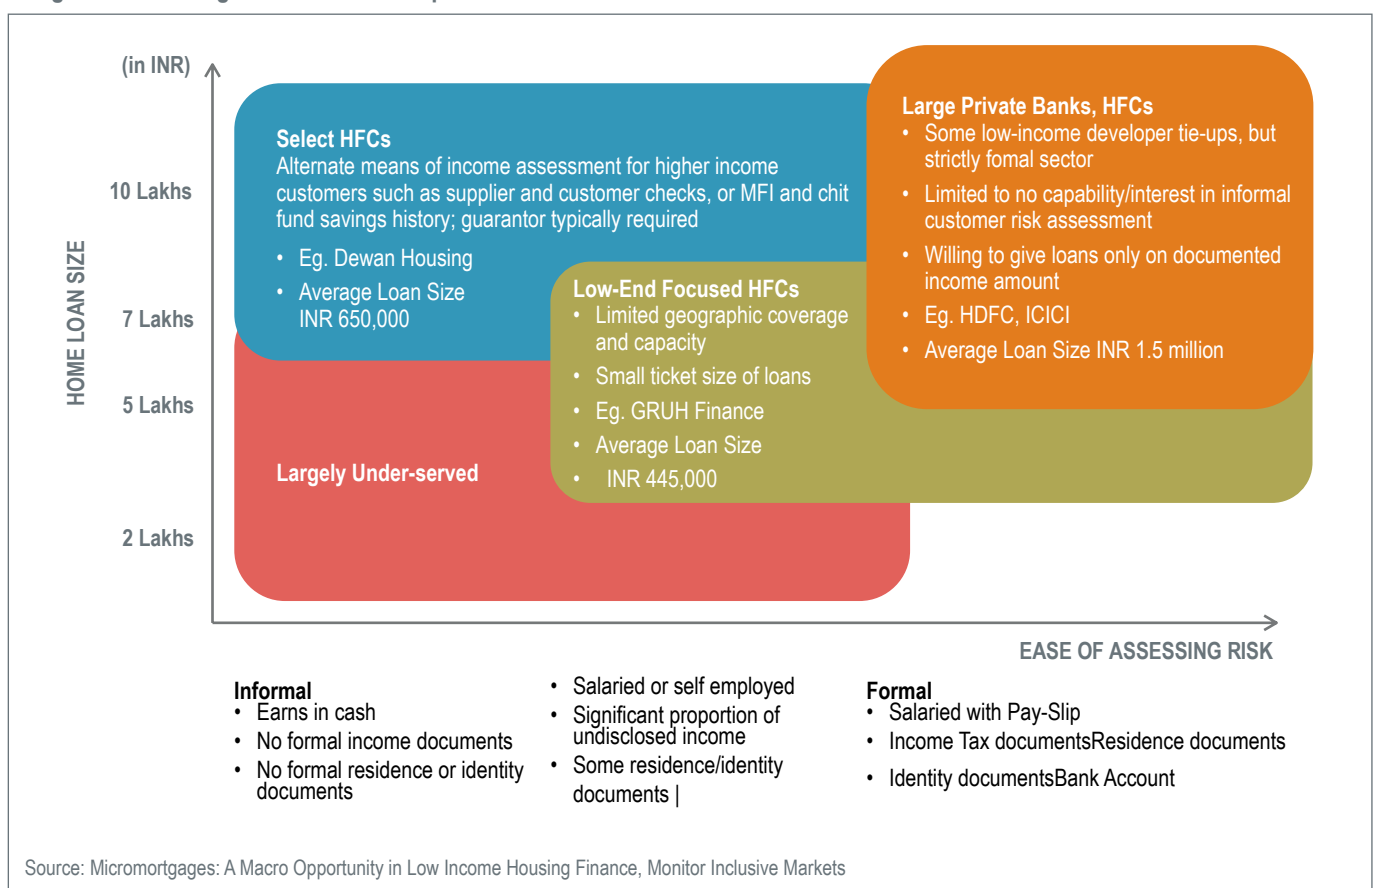 (in INR)
10 Lakhs
7 Lakhs
5 Lakhs
2 Lakhs
HOME LOAN SIZE
Select HFCs
Alternate means of income assessment for higher income
customers such as supplier and customer checks, or MFI and chit
fund savings history; guarantor typically required
• Eg. Dewan Housing
• Average Loan Size
INR 650,000
Low-End Focused HFCs
• Limited geographic coverage
and capacity
• Small ticket size of loans
• Eg. GRUH Finance
• Average Loan Size
• INR 445,000
Large Private Banks, HFCs
• Some low-income developer tie-ups, but
strictly fomal sector
• Limited to no capability/interest in informal
customer risk assessment
• Willing to give loans only on documented
income amount
• Eg. HDFC, ICICI
• Average Loan Size INR 1.5 million
Largely Under-served
EASE OF ASSESSING RISK
Informal
• Earns in cash
• No formal income documents
• No formal residence or identity
documents
• Salaried or self employed
• Significant proportion of
undisclosed income
• Some residence/identity
documents |
Formal
• Salaried with Pay-Slip
• Income Tax documentsResidence documents
• Identity documentsBank Account
Source: Micromortgages: A Macro Opportunity in Low Income Housing Finance, Monitor Inclusive Markets